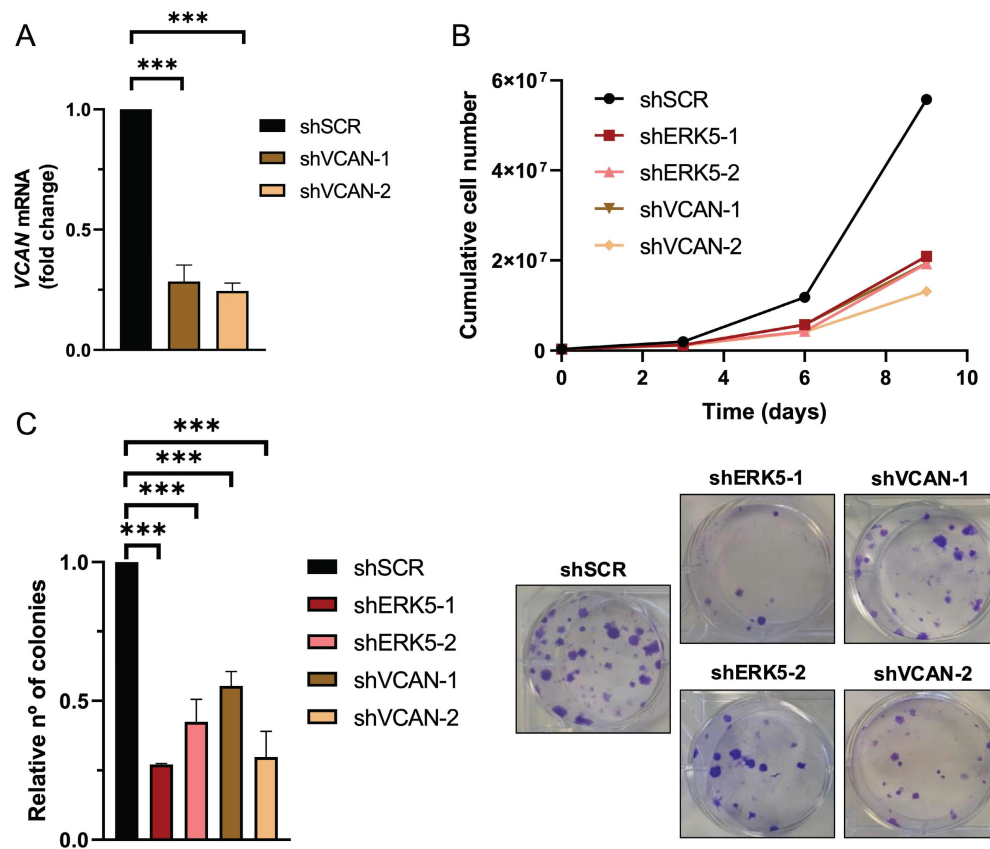 A
***
***
VCAN mRNA
(fold change)
1.0
0.5
0.0
shSCR
shVCAN-1
shVCAN-2
B
Cumulative cell number
6×10⁷
4×10⁷
2×10⁷
0
shSCR
shERK5-1
shERK5-2
shVCAN-1
shVCAN-2
0 2 4 6 8 10
Time (days)
C
***
***
***
***
Relative nº of colonies
1.0
0.5
0.0
shSCR
shERK5-1
shERK5-2
shVCAN-1
shVCAN-2
shSCR
shERK5-1 shVCAN-1
shERK5-2 shVCAN-2